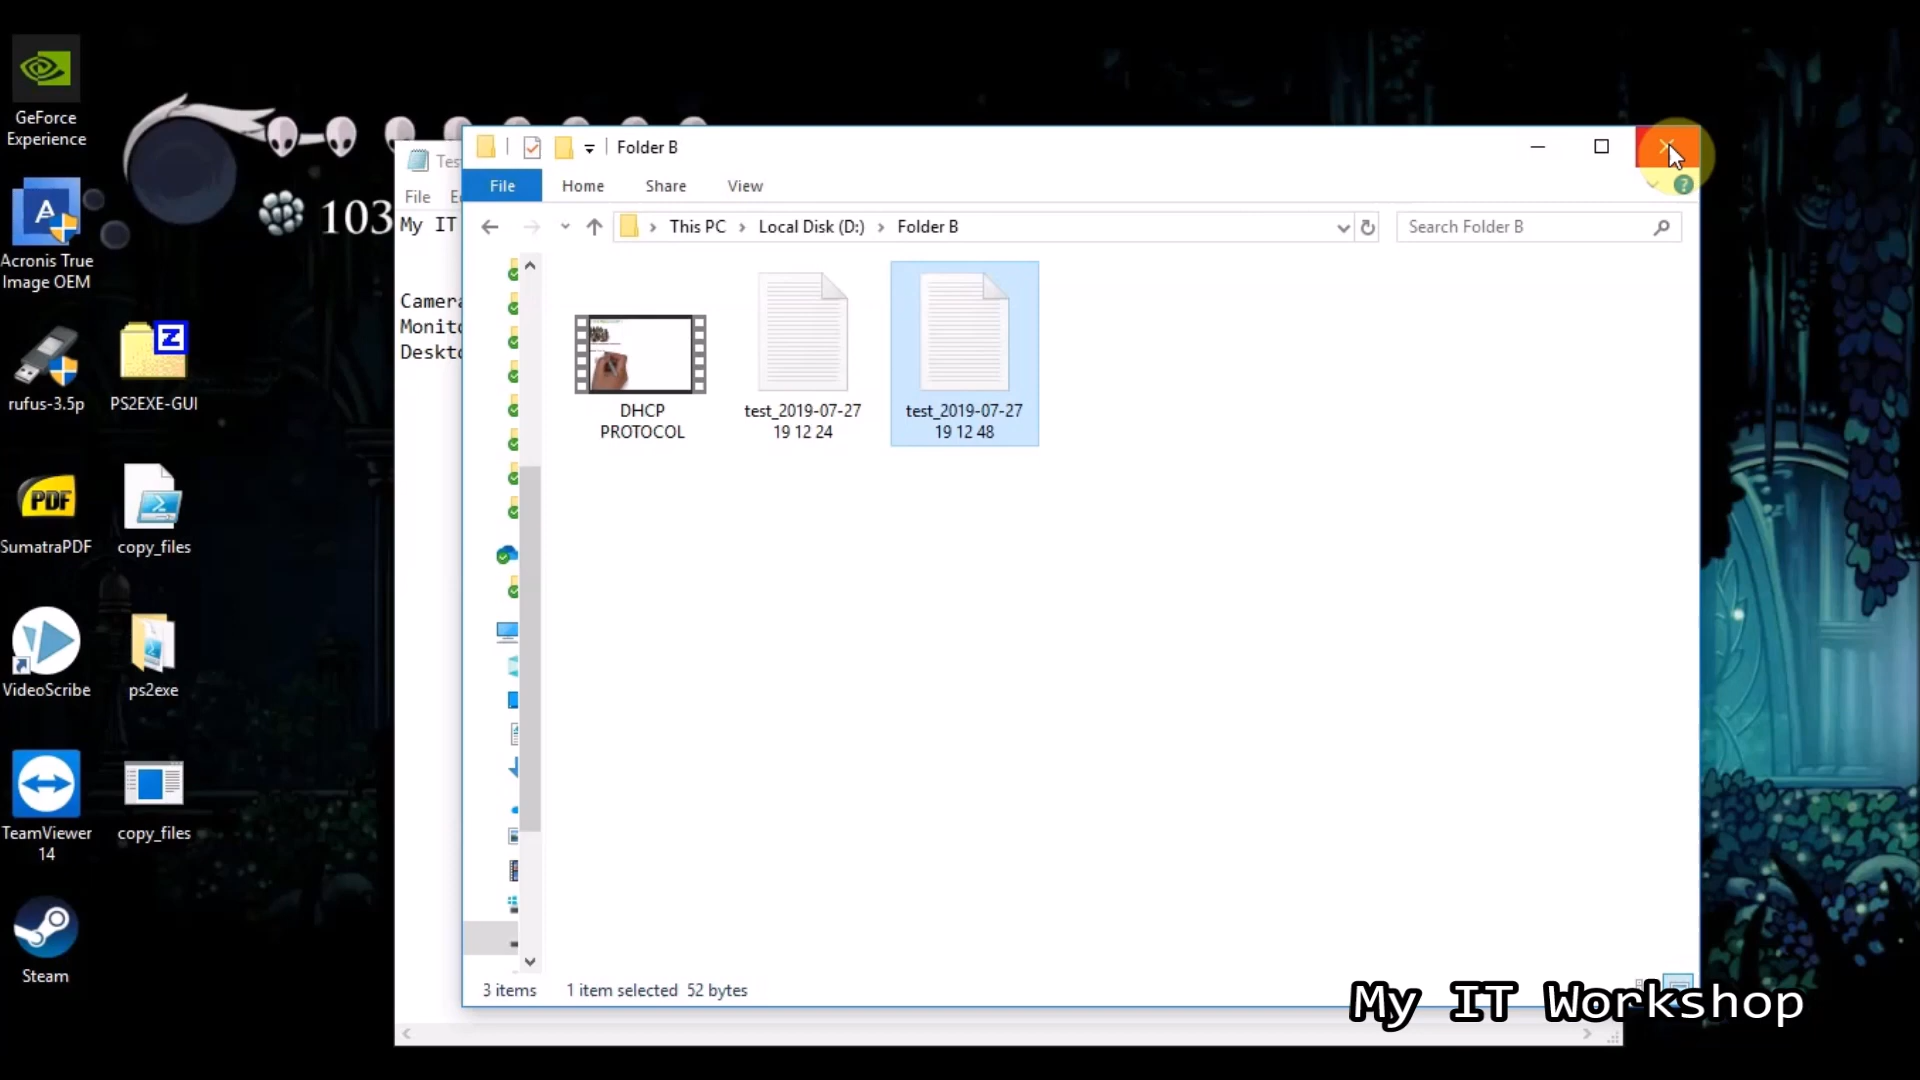 GeForce
Experience
Acronis True
Image OEM
rufus-3.5p
PS2EXE-GUI
SumatraPDF
copy_files
VideoScribe
ps2exe
TeamViewer
14
copy_files
Steam
103
File
My IT
Folder B
File
Home
Share
View
This PC
Local Disk (D:)
Folder B
Search Folder B
DHCP
PROTOCOL
test_2019-07-27
19 12 24
test_2019-07-27
19 12 48
3 items
1 item selected 52 bytes
My IT Workshop